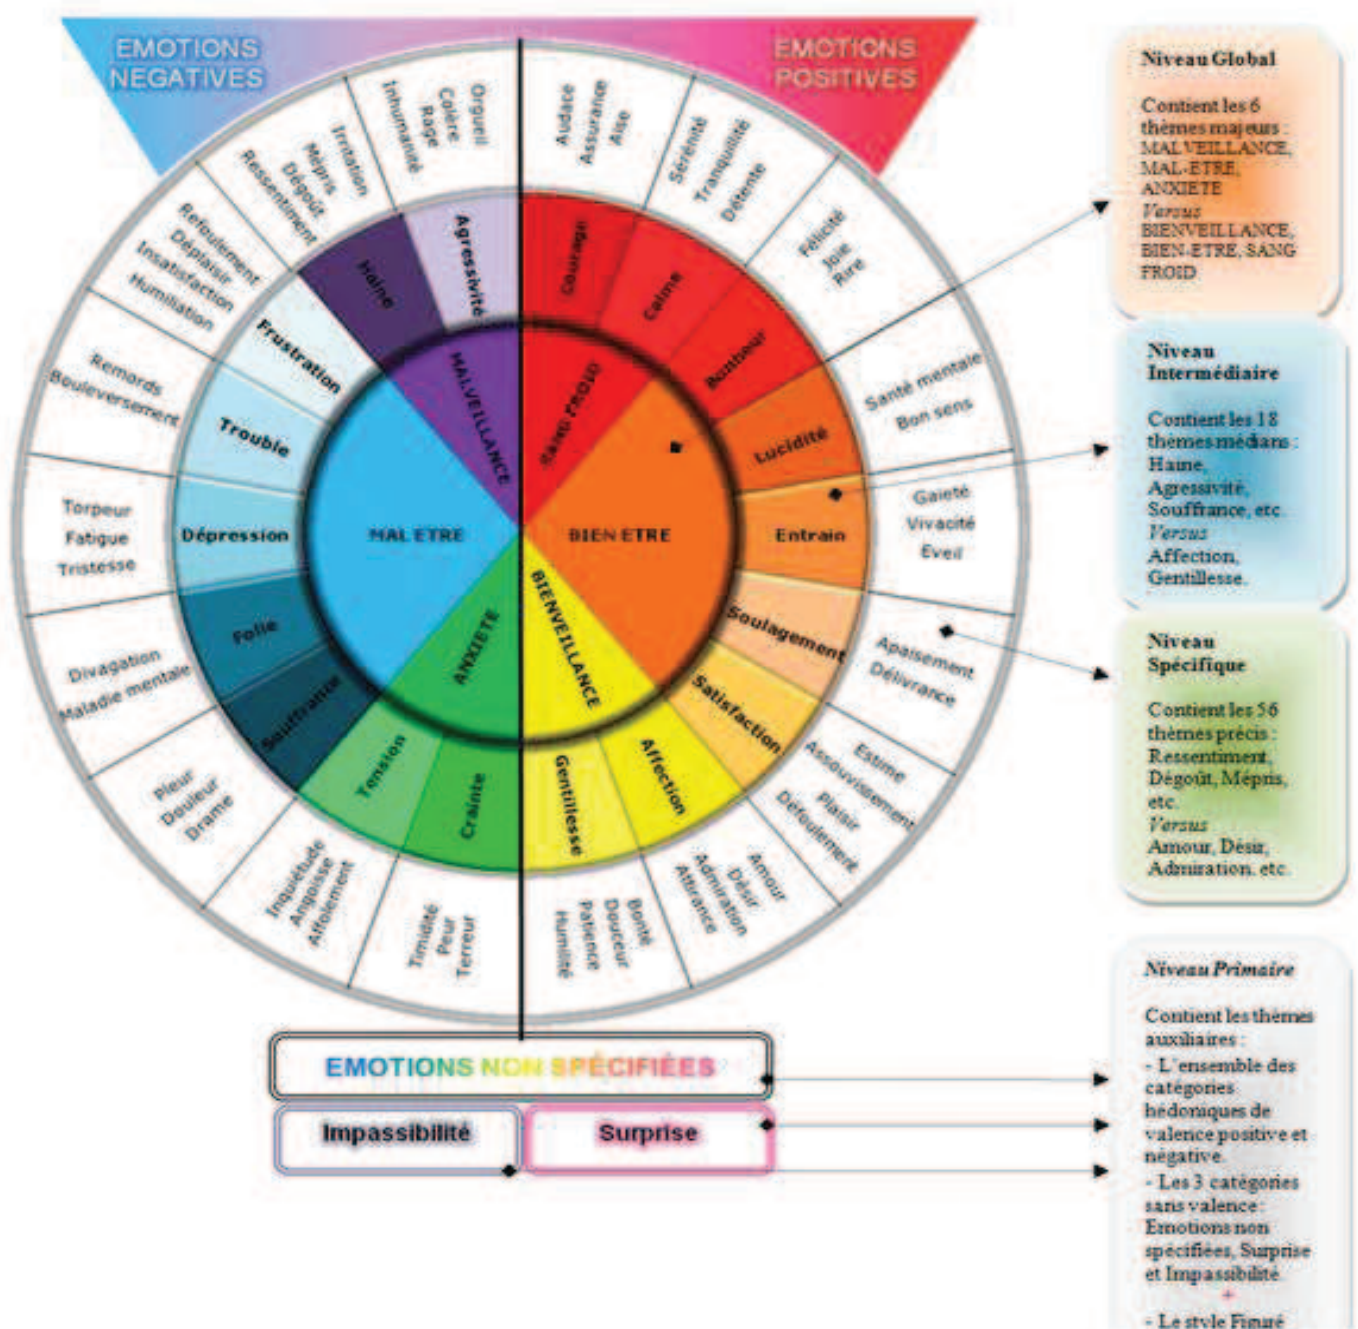 EMOTIONS
NEGATIVES
EMOTIONS
POSITIVES
Orgueil
Colère
Rage
Inhumanité
Irritation
Mépris
Dégoût
Ressentiment
Refoulement
Déplaisir
Insatisfaction
Humiliation
Remords
Bouleversement
Torpeur
Fatigue
Tristesse
Divagation
Maladie mentale
Pleur
Douleur
Drame
Inquiétude
Angoisse
Affolement
Timidité
Peur
Terreur
Audace
Assurance
Aise
Sérénité
Tranquillité
Détente
Félicité
Joie
Rire
Santé mentale
Bon sens
Gaieté
Vivacité
Eveil
Apaisement
Délivrance
Estime
Assouvissement
Plaisir
Défoulement
Amour
Désir
Admiration
Attirance
Bonté
Douceur
Patience
Humilité
Agressivité
Haine
Frustration
Trouble
Dépression
Folie
Souffrance
Tension
Crainte
Courage
Calme
Bonheur
Lucidité
Entrain
Soulagement
Satisfaction
Affection
Gentillesse
MALVEILLANCE
MAL ETRE
ANXIETE
SANG FROID
BIEN ETRE
BIENVEILLANCE
EMOTIONS NON SPÉCIFIÉES
Impassibilité
Surprise
Niveau Global
Contient les 6
thèmes majeurs :
MALVEILLANCE,
MAL-ETRE,
ANXIETE
Versus
BIENVEILLANCE,
BIEN-ETRE, SANG
FROID
Niveau
Intermédiaire
Contient les 18
thèmes médians :
Haine,
Agressivité,
Souffrance, etc.
Versus
Affection,
Gentillesse.
Niveau
Spécifique
Contient les 56
thèmes précis :
Ressentiment,
Dégoût, Mépris,
etc.
Versus
Amour, Désir,
Admiration. etc.
Niveau Primaire
Contient les thèmes
auxiliaires :
- L'ensemble des
catégories
hédoniques de
valence positive et
négative.
- Les 3 catégories
sans valence :
Emotions non
spécifiées, Surprise
et Impassibilité.
+
- Le style Figuré